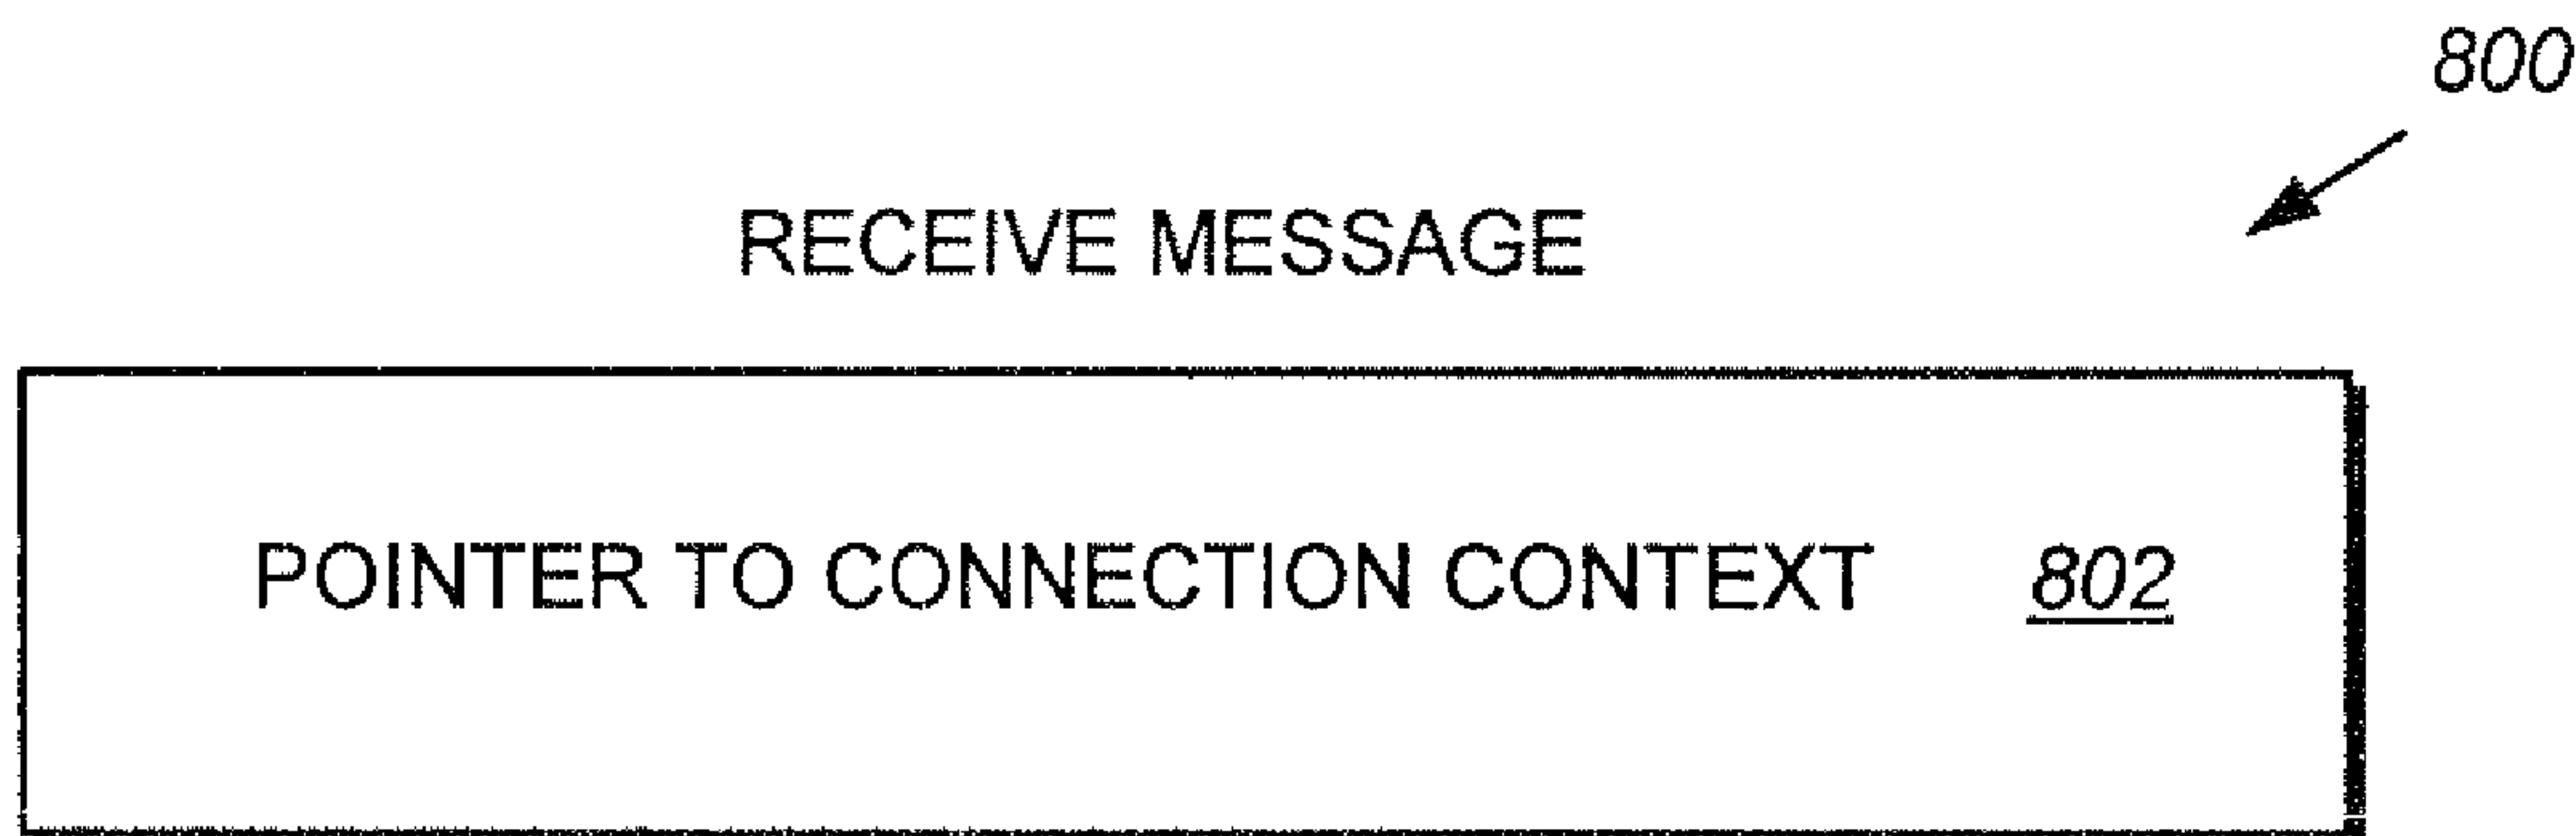 800
RECEIVE MESSAGE
POINTER TO CONNECTION CONTEXT 802